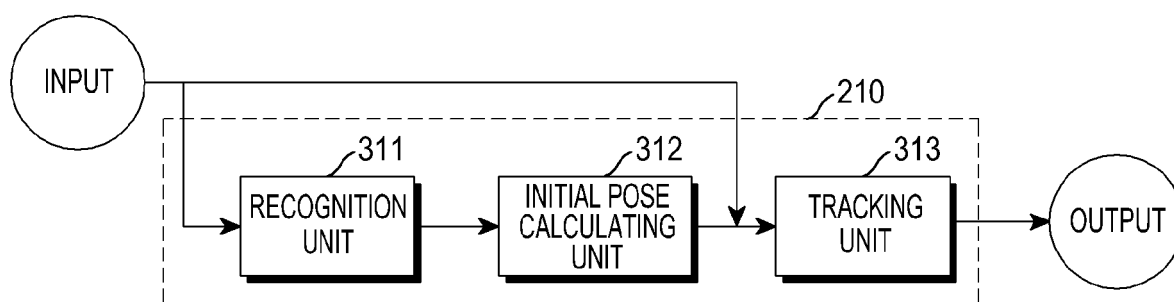 INPUT
210
311
312
313
RECOGNITION
UNIT
INITIAL POSE
CALCULATING
UNIT
TRACKING
UNIT
OUTPUT